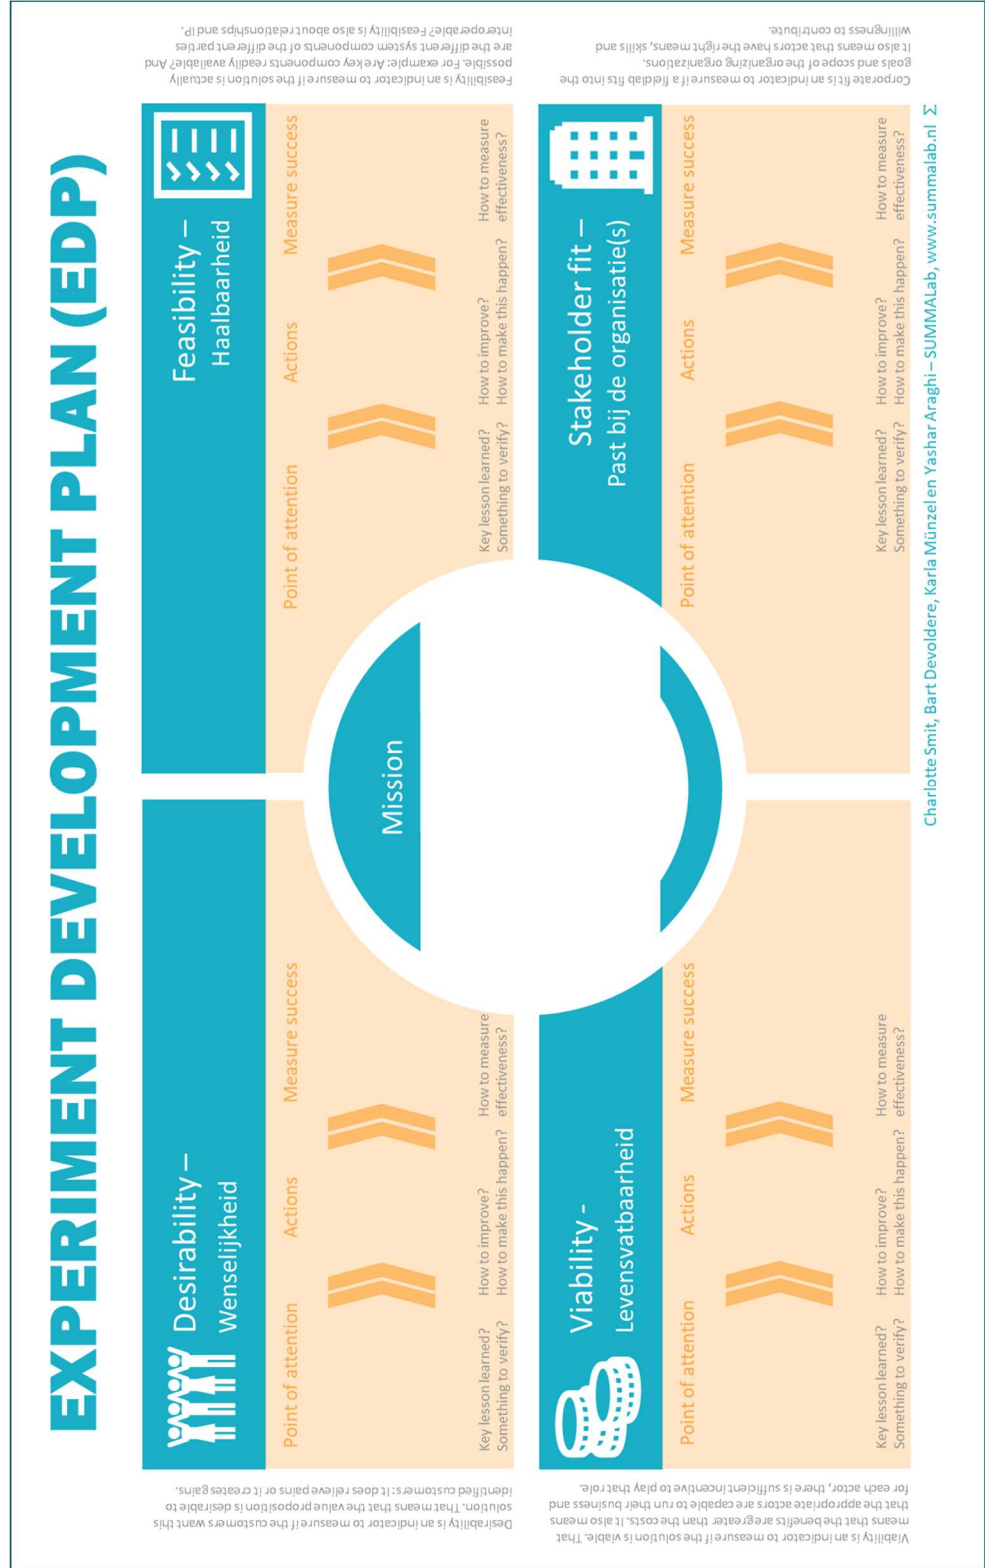 EXPERIMENT DEVELOPMENT PLAN (EDP)
Desirability is an indicator to measure if the customers want this
solution. That means that the value proposition is desirable to
identified customers: It does relieve pains or it creates gains.
Desirability –
Wenselijkheid
Point of attention
Actions
Measure success
Key lesson learned?
Something to verify?
How to improve?
How to make this happen?
How to measure
effectiveness?
Feasibility –
Haalbaarheid
Point of attention
Actions
Measure success
Key lesson learned?
Something to verify?
How to improve?
How to make this happen?
How to measure
effectiveness?
Feasibility is an indicator to measure if the solution is actually
possible. For example: Are key components readily available? And
are the different system components of the different parties
interoperable? Feasibility is also about relationships and IP.
Mission
Viability is an indicator to measure if the solution is viable. That
means that the benefits are greater than the costs. It also means
that the appropriate actors are capable to run their business and
for each actor, there is sufficient incentive to play that role.
Viability -
Levensvatbaarheid
Point of attention
Actions
Measure success
Key lesson learned?
Something to verify?
How to improve?
How to make this happen?
How to measure
effectiveness?
Stakeholder fit –
Past bij de organisatie(s)
Point of attention
Actions
Measure success
Key lesson learned?
Something to verify?
How to improve?
How to make this happen?
How to measure
effectiveness?
Corporate fit is an indicator to measure if a fieldlab fits into the
goals and scope of the organizing organizations.
It also means that actors have the right means, skills and
willingness to contribute.
Charlotte Smit, Bart Devoldere, Karla Münzel en Yashar Araghi – SUMMALab, www.summalab.nl Σ